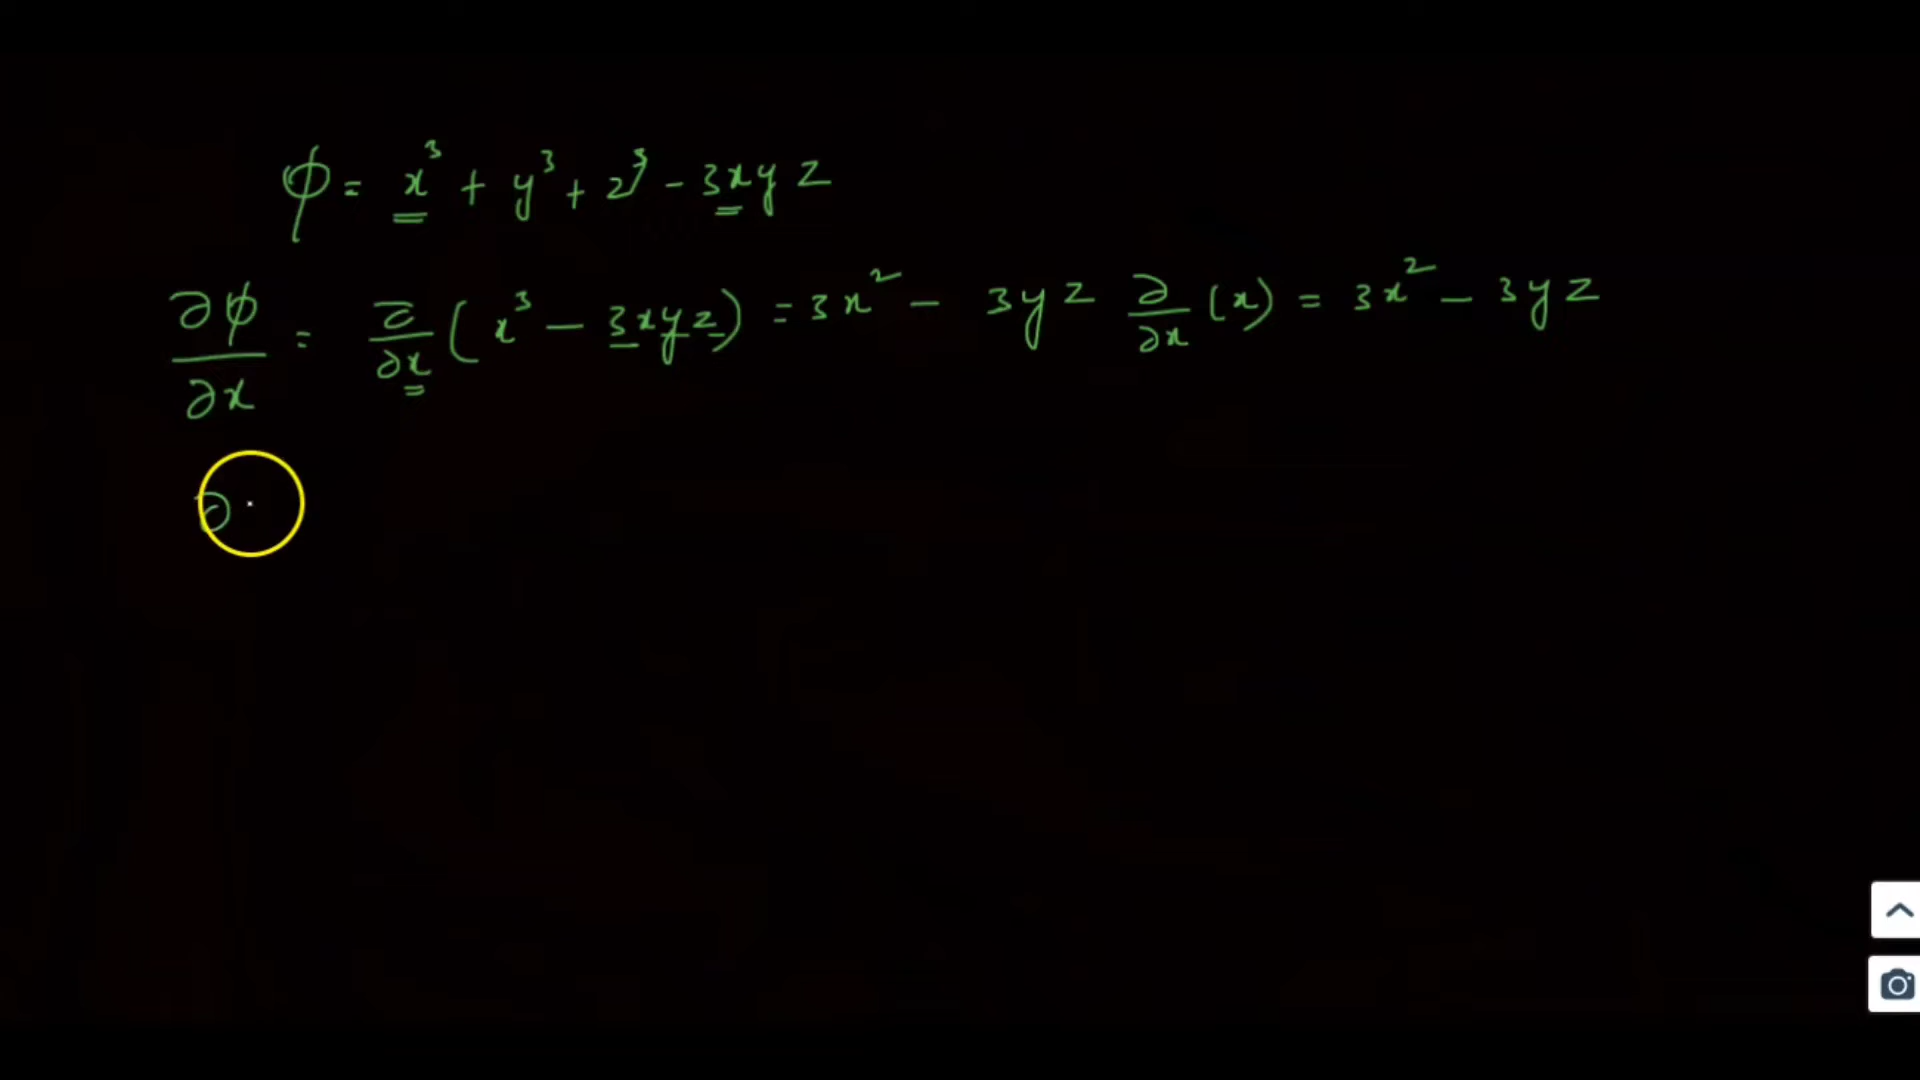 ϕ = x³ + y³ + z³ - 3xyz
∂ϕ/∂x = ∂/∂x (x³ - 3xyz) = 3x² - 3yz ∂/∂x (x) = 3x² - 3yz
∂